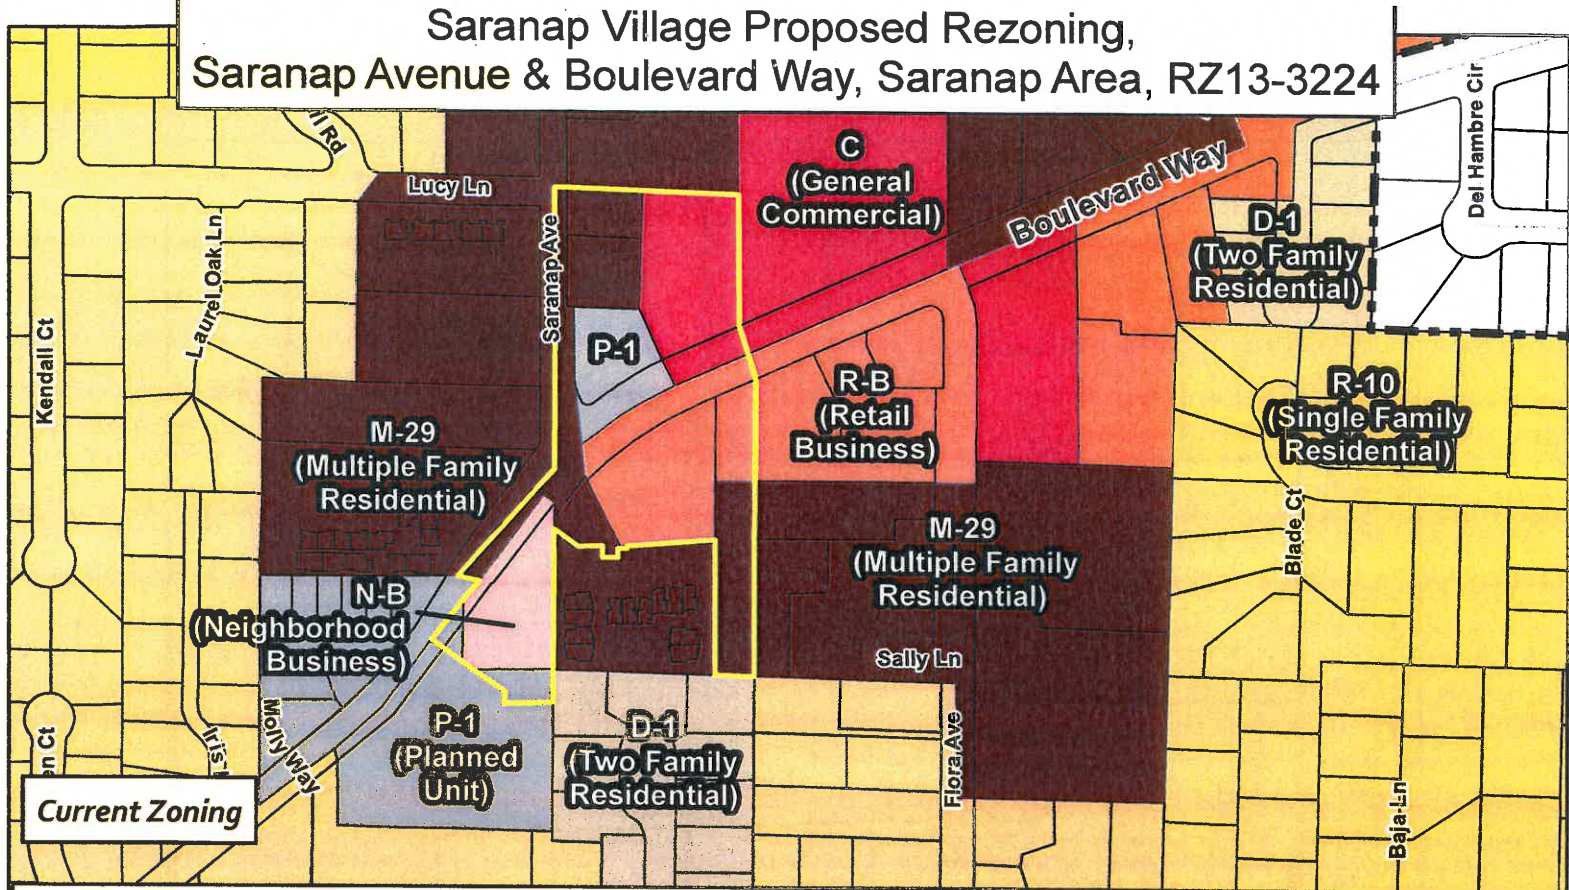 Saranap Village Proposed Rezoning,
Saranap Avenue & Boulevard Way, Saranap Area, RZ13-3224
Rd
Lucy Ln
C
(General
Commercial)
Boulevard Way
Del Hambre Cir
Laurel Oak Ln
Saranap Ave
D-1
(Two Family
Residential)
Kendall Ct
P-1
R-B
(Retail
Business)
R-10
(Single Family
Residential)
M-29
(Multiple Family
Residential)
M-29
(Multiple Family
Residential)
Blade Ct
N-B
(Neighborhood
Business)
Sally Ln
Molly Way
P-1
(Planned
Unit)
D-1
(Two Family
Residential)
Flora Ave
Ct
Baja Ln
Current Zoning